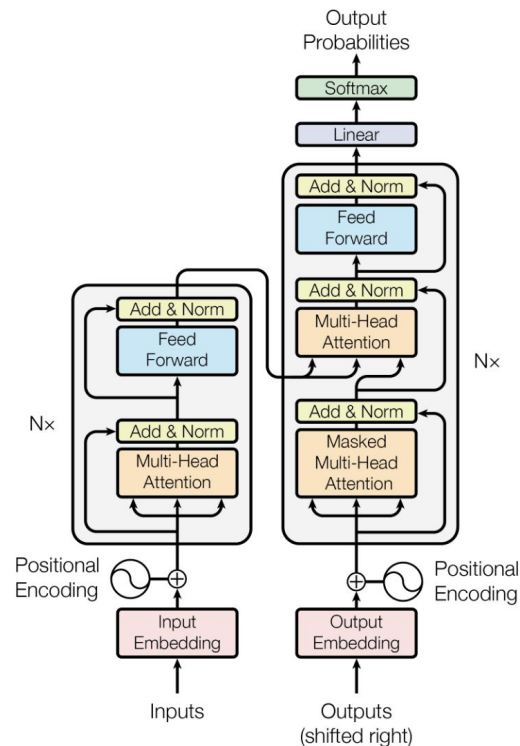 Output
Probabilities
Softmax
Linear
Add & Norm
Feed
Forward
Add & Norm
Multi-Head
Attention
Add & Norm
Masked
Multi-Head
Attention
N×
Positional
Encoding
Output
Embedding
Outputs
(shifted right)
Add & Norm
Feed
Forward
Add & Norm
Multi-Head
Attention
N×
Positional
Encoding
Input
Embedding
Inputs